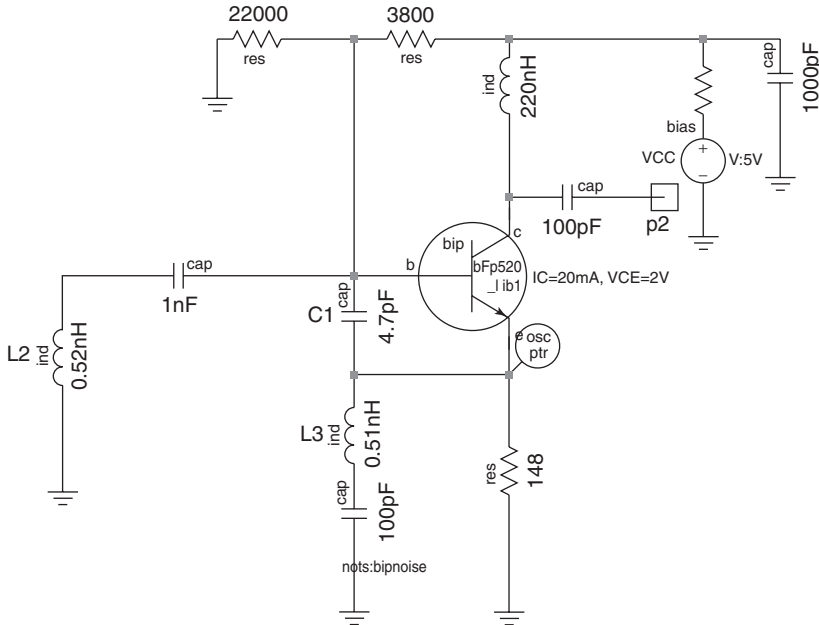 22000
res
3800
res
ind
220nH
cap
1000pF
bias
VCC
+
–
V:5V
cap
100pF
p2
bip
b
c
bFp520
_l ib1
IC=20mA, VCE=2V
e
osc
ptr
cap
1nF
C1
cap
4.7pF
L2
ind
0.52nH
L3
ind
0.51nH
cap
100pF
nots:bipnoise
res
148